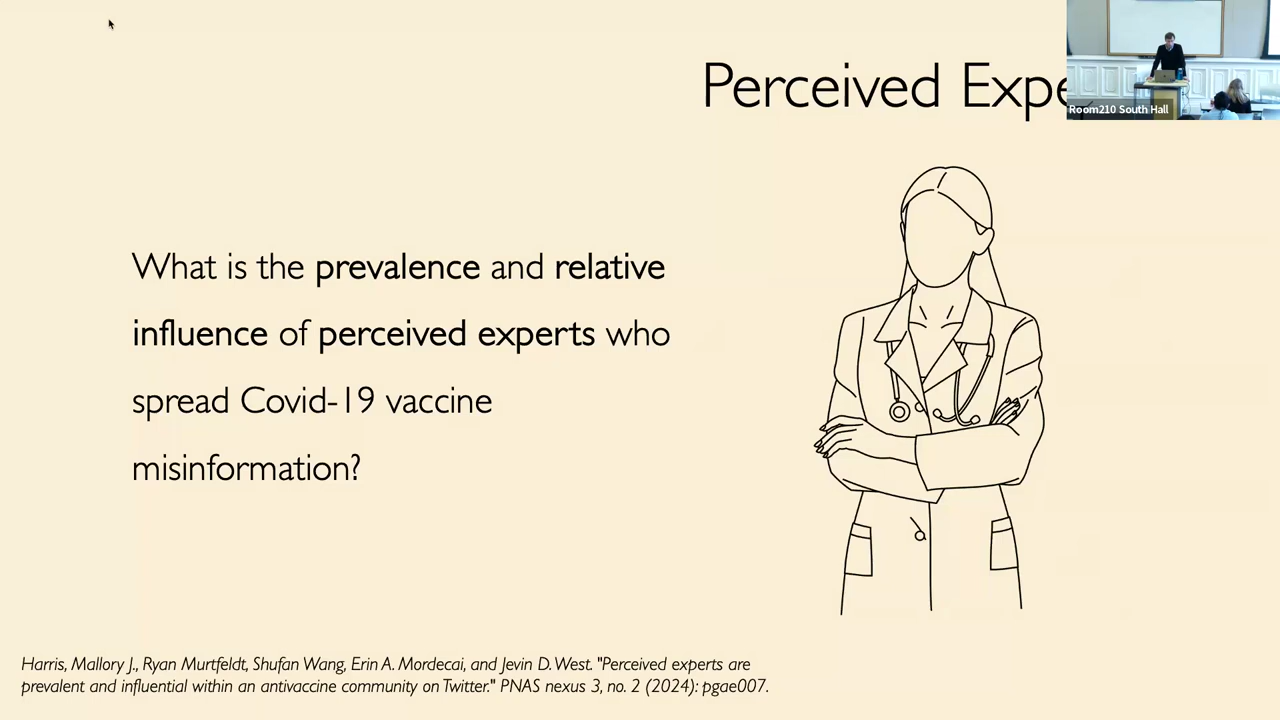 Perceived Expe
Room210 South Hall
What is the prevalence and relative
influence of perceived experts who
spread Covid-19 vaccine
misinformation?
Harris, Mallory J., Ryan Murtfeldt, Shufan Wang, Erin A. Mordecai, and Jevin D. West. "Perceived experts are
prevalent and influential within an antivaccine community on Twitter." PNAS nexus 3, no. 2 (2024): pgae007.